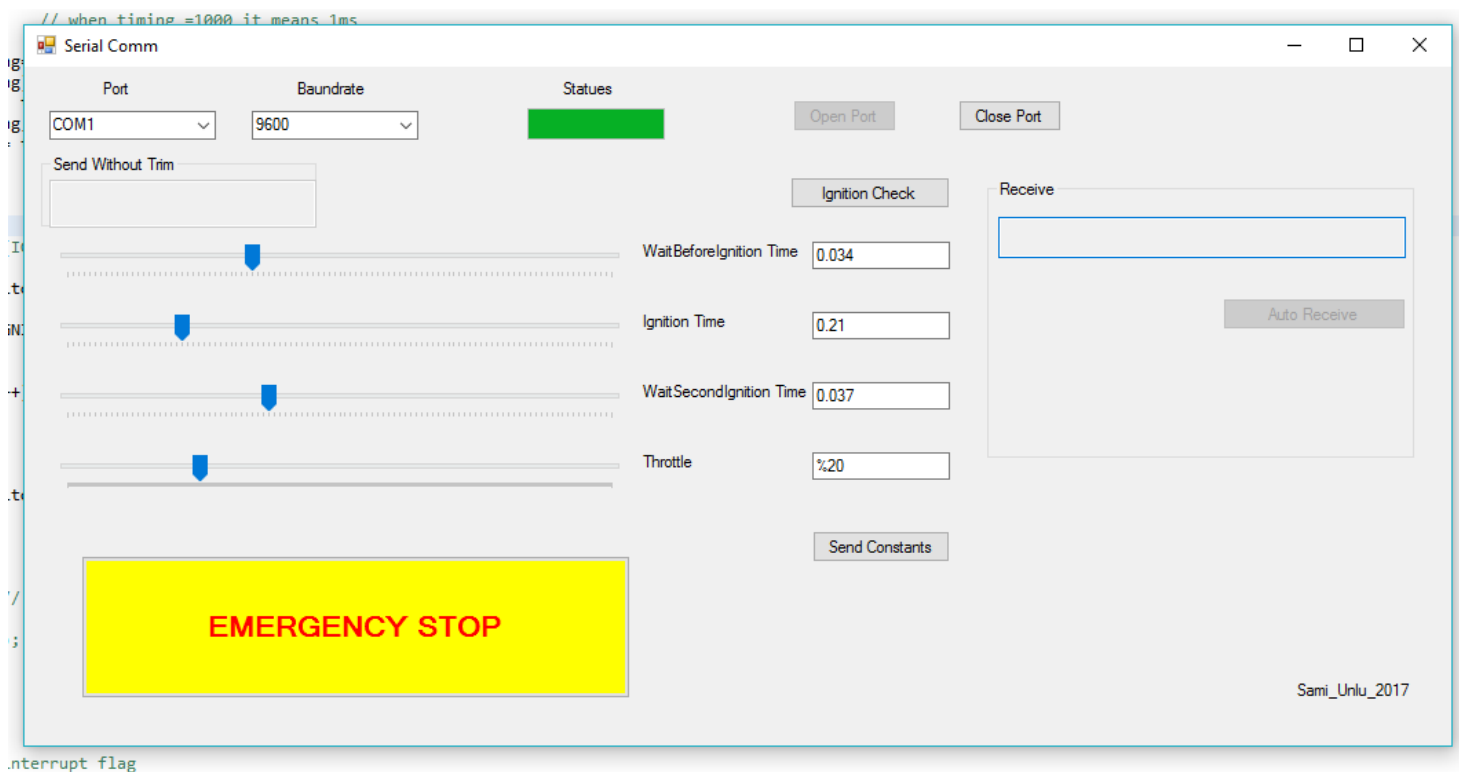 // when timing =1000 it means 1ms
Serial Comm
Port
Baundrate
Statues
COM1
9600
Open Port
Close Port
Send Without Trim
Ignition Check
Receive
WaitBeforeIgnition Time
0.034
Auto Receive
Ignition Time
0.21
WaitSecondIgnition Time
0.037
Throttle
%20
Send Constants
EMERGENCY STOP
Sami_Unlu_2017
interrupt flag